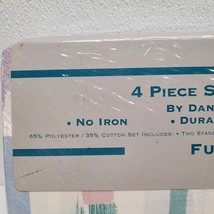 4 PIECE S
BY DAN
• NO IRON • DURA
65% POLYESTER / 35% COTTON SET INCLUDES: • TWO STAN
FU